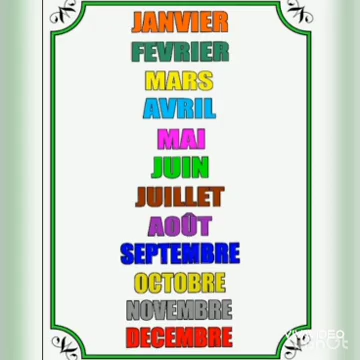 JANVIER
FEVRIER
MARS
AVRIL
MAI
JUIN
JUILLET
AOÛT
SEPTEMBRE
OCTOBRE
NOVEMBRE
DECEMBRE